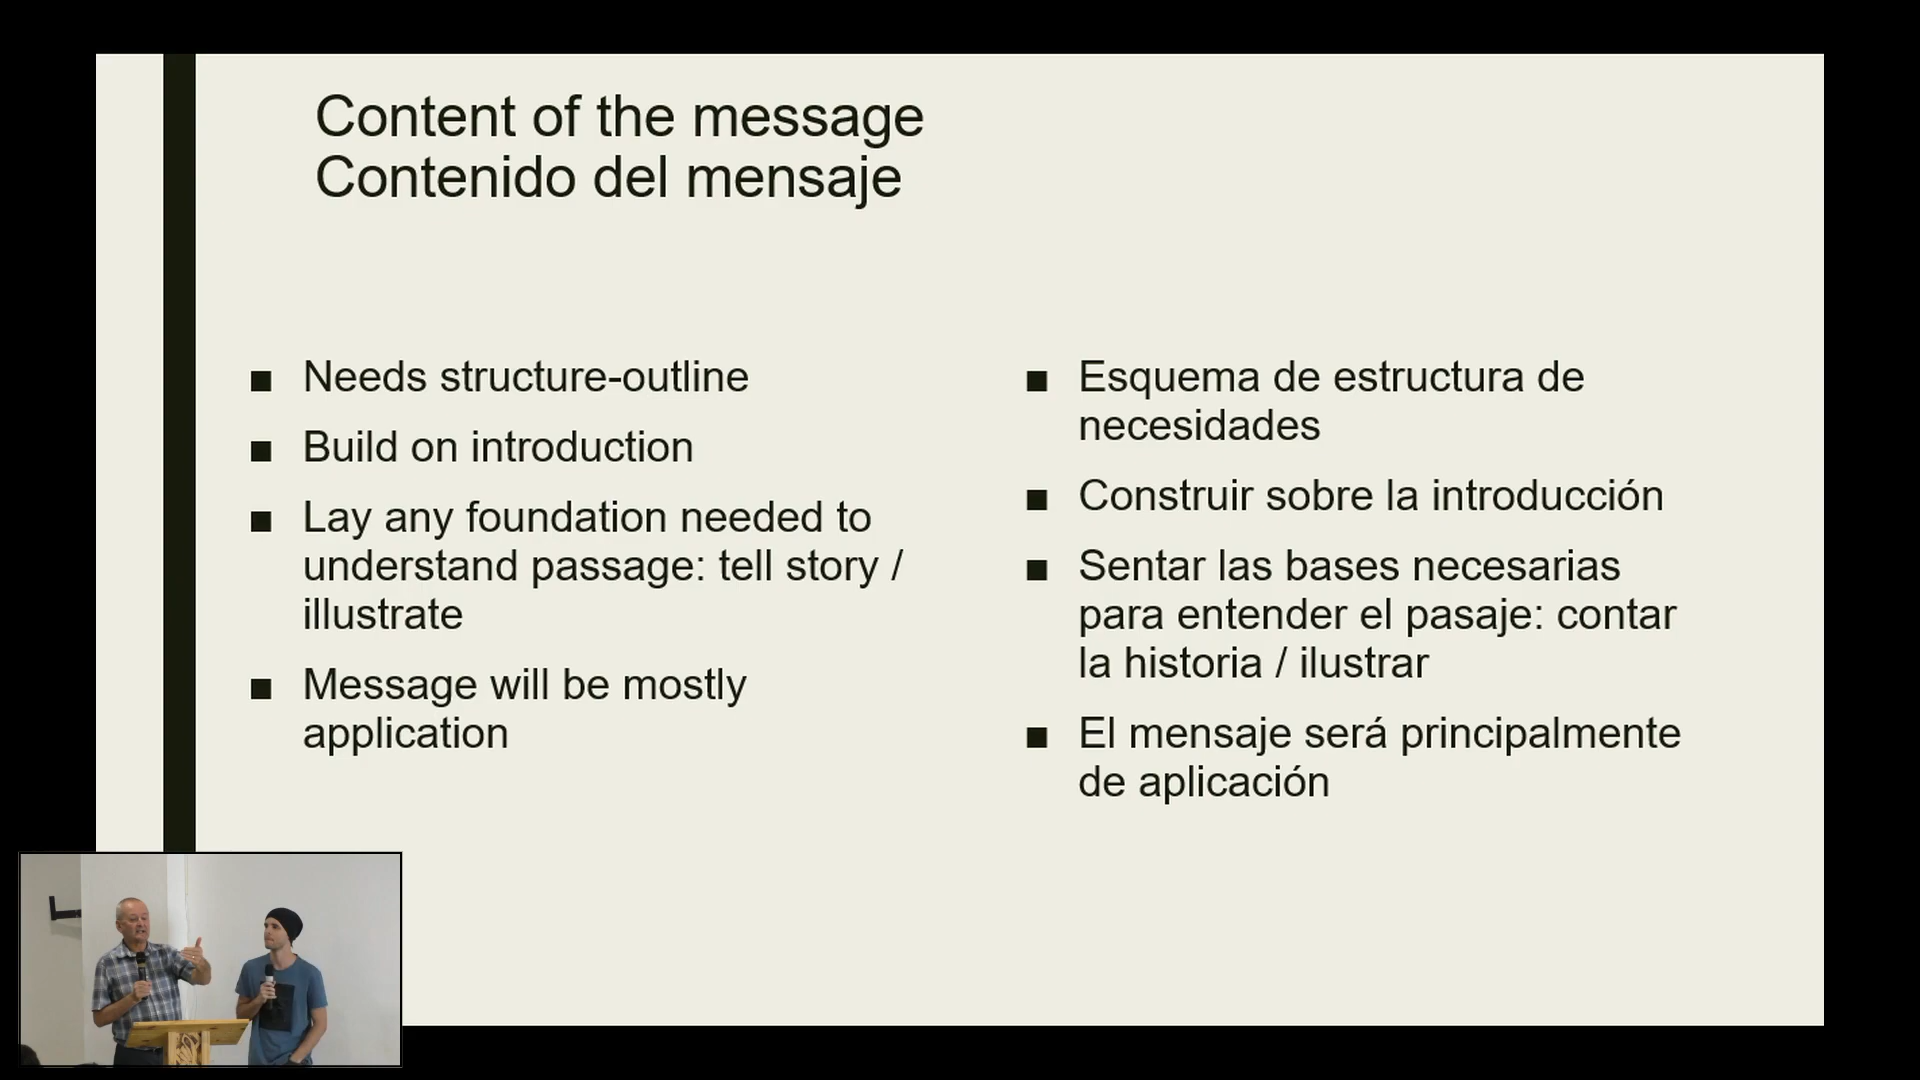 Content of the message
Contenido del mensaje
■ Needs structure-outline
■ Build on introduction
■ Lay any foundation needed to
understand passage: tell story /
illustrate
■ Message will be mostly
application
■ Esquema de estructura de
necesidades
■ Construir sobre la introducción
■ Sentar las bases necesarias
para entender el pasaje: contar
la historia / ilustrar
■ El mensaje será principalmente
de aplicación